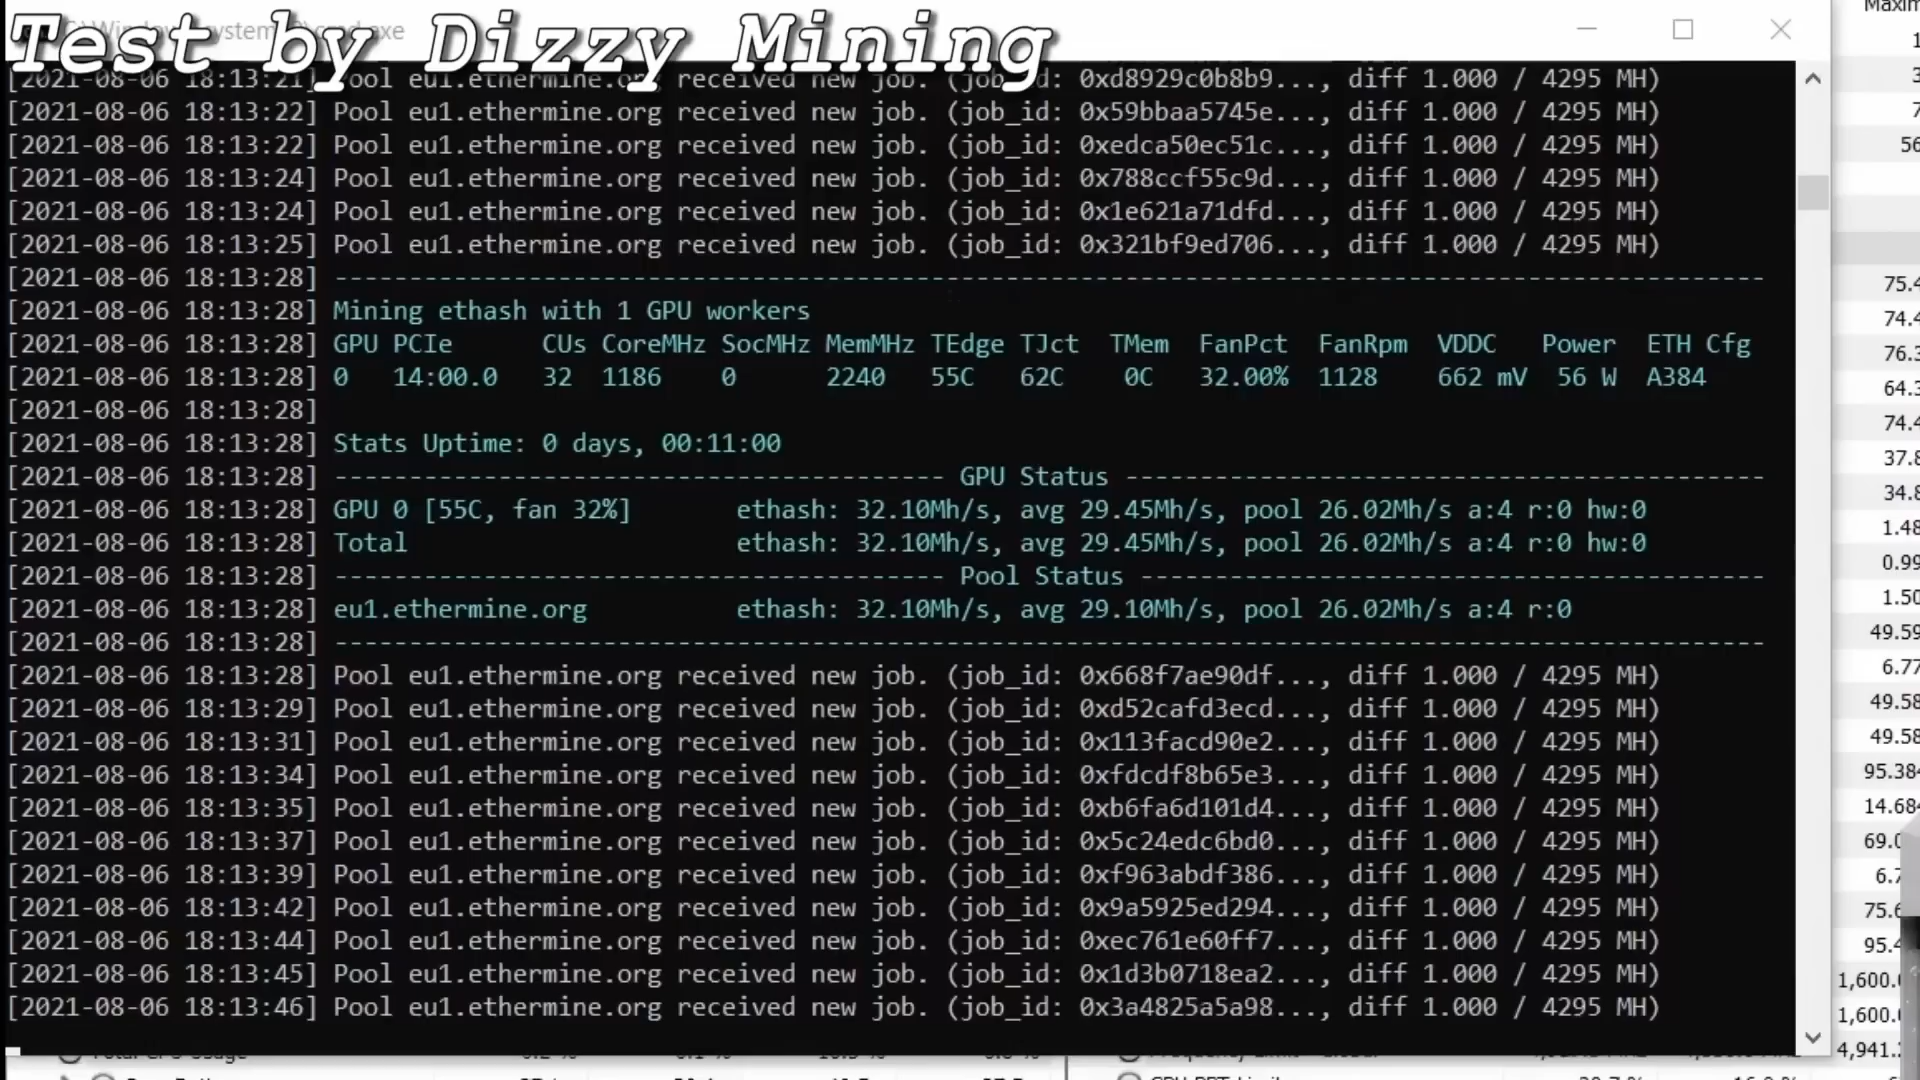 Test by Dizzy Mining
[2021-08-06 18:13:21] Pool eu1.ethermine.org received new job. (job_id: 0xd8929c0b8b9..., diff 1.000 / 4295 MH)
[2021-08-06 18:13:22] Pool eu1.ethermine.org received new job. (job_id: 0x59bbaa5745e..., diff 1.000 / 4295 MH)
[2021-08-06 18:13:22] Pool eu1.ethermine.org received new job. (job_id: 0xedca50ec51c..., diff 1.000 / 4295 MH)
[2021-08-06 18:13:24] Pool eu1.ethermine.org received new job. (job_id: 0x788ccf55c9d..., diff 1.000 / 4295 MH)
[2021-08-06 18:13:24] Pool eu1.ethermine.org received new job. (job_id: 0x1e621a71dfd..., diff 1.000 / 4295 MH)
[2021-08-06 18:13:25] Pool eu1.ethermine.org received new job. (job_id: 0x321bf9ed706..., diff 1.000 / 4295 MH)
[2021-08-06 18:13:28] ------------------------------------------------------------------------------------------------
[2021-08-06 18:13:28] Mining ethash with 1 GPU workers
[2021-08-06 18:13:28] GPU PCIe CUs CoreMHz SocMHz MemMHz TEdge TJct TMem FanPct FanRpm VDDC Power ETH Cfg
[2021-08-06 18:13:28] 0 14:00.0 32 1186 0 2240 55C 62C 0C 32.00% 1128 662 mV 56 W A384
[2021-08-06 18:13:28]
[2021-08-06 18:13:28] Stats Uptime: 0 days, 00:11:00
[2021-08-06 18:13:28] ----------------------------------------- GPU Status -------------------------------------------
[2021-08-06 18:13:28] GPU 0 [55C, fan 32%] ethash: 32.10Mh/s, avg 29.45Mh/s, pool 26.02Mh/s a:4 r:0 hw:0
[2021-08-06 18:13:28] Total ethash: 32.10Mh/s, avg 29.45Mh/s, pool 26.02Mh/s a:4 r:0 hw:0
[2021-08-06 18:13:28] ----------------------------------------- Pool Status ------------------------------------------
[2021-08-06 18:13:28] eu1.ethermine.org ethash: 32.10Mh/s, avg 29.10Mh/s, pool 26.02Mh/s a:4 r:0
[2021-08-06 18:13:28] ------------------------------------------------------------------------------------------------
[2021-08-06 18:13:28] Pool eu1.ethermine.org received new job. (job_id: 0x668f7ae90df..., diff 1.000 / 4295 MH)
[2021-08-06 18:13:29] Pool eu1.ethermine.org received new job. (job_id: 0xd52cafd3ecd..., diff 1.000 / 4295 MH)
[2021-08-06 18:13:31] Pool eu1.ethermine.org received new job. (job_id: 0x113facd90e2..., diff 1.000 / 4295 MH)
[2021-08-06 18:13:34] Pool eu1.ethermine.org received new job. (job_id: 0xfdcdf8b65e3..., diff 1.000 / 4295 MH)
[2021-08-06 18:13:35] Pool eu1.ethermine.org received new job. (job_id: 0xb6fa6d101d4..., diff 1.000 / 4295 MH)
[2021-08-06 18:13:37] Pool eu1.ethermine.org received new job. (job_id: 0x5c24edc6bd0..., diff 1.000 / 4295 MH)
[2021-08-06 18:13:39] Pool eu1.ethermine.org received new job. (job_id: 0xf963abdf386..., diff 1.000 / 4295 MH)
[2021-08-06 18:13:42] Pool eu1.ethermine.org received new job. (job_id: 0x9a5925ed294..., diff 1.000 / 4295 MH)
[2021-08-06 18:13:44] Pool eu1.ethermine.org received new job. (job_id: 0xec761e60ff7..., diff 1.000 / 4295 MH)
[2021-08-06 18:13:45] Pool eu1.ethermine.org received new job. (job_id: 0x1d3b0718ea2..., diff 1.000 / 4295 MH)
[2021-08-06 18:13:46] Pool eu1.ethermine.org received new job. (job_id: 0x3a4825a5a98..., diff 1.000 / 4295 MH)